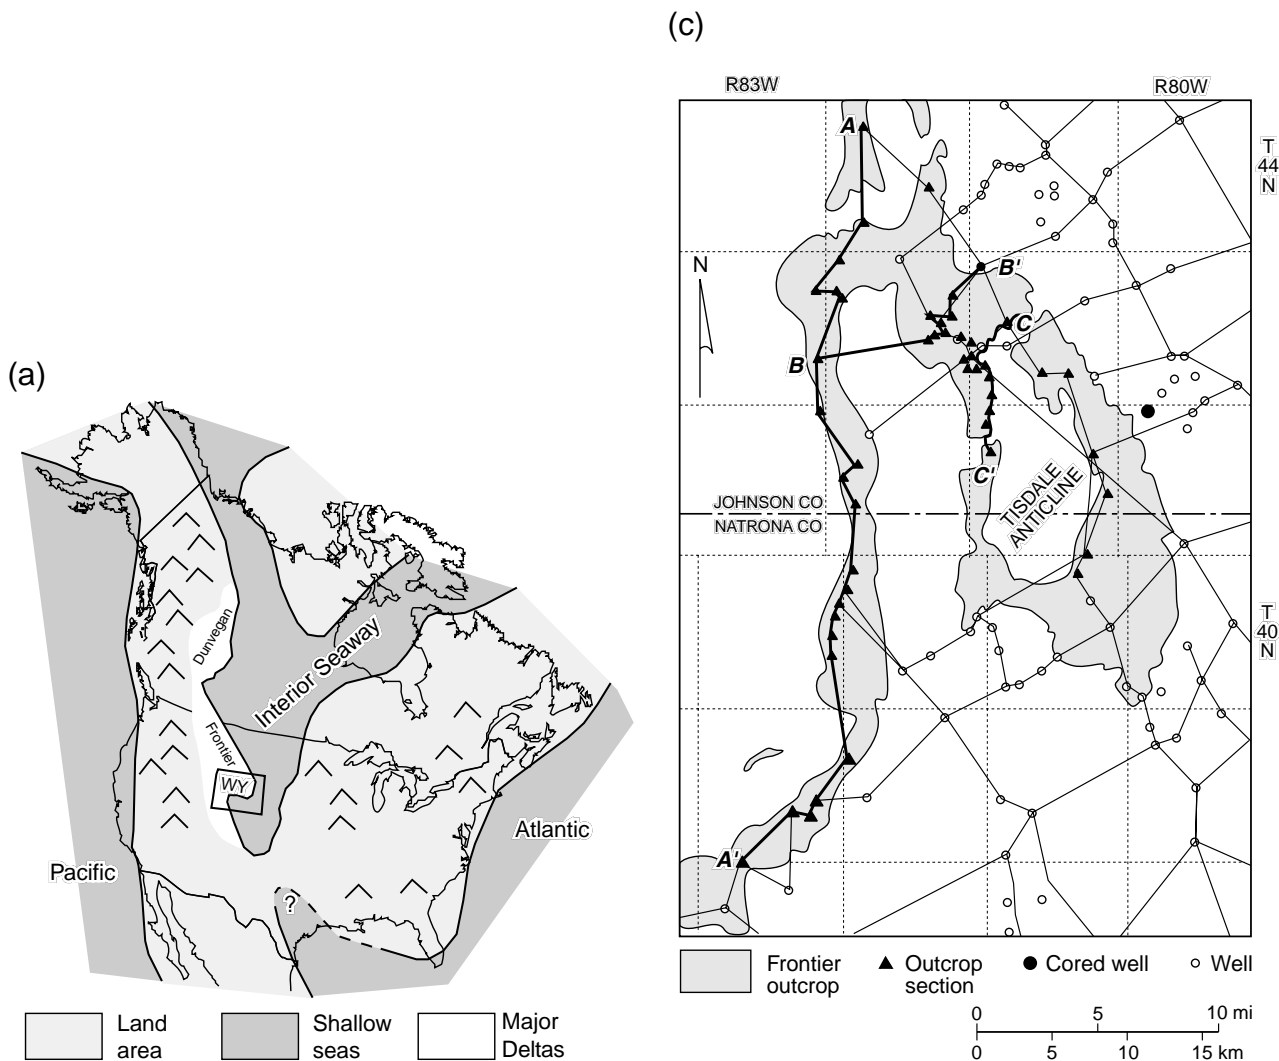 (c)
R83W
R80W
A
T
44
N
B'
N
C
B
(a)
C'
JOHNSON CO
NATRONA CO
TISDALE
ANTICLINE
Dunvegan
Interior Seaway
T
40
N
Frontier
WY
Atlantic
Pacific
A'
?
Frontier
outcrop
Outcrop
section
Cored well
Well
Land
area
Shallow
seas
Major
Deltas
0
5
10 mi
0
5
10
15 km